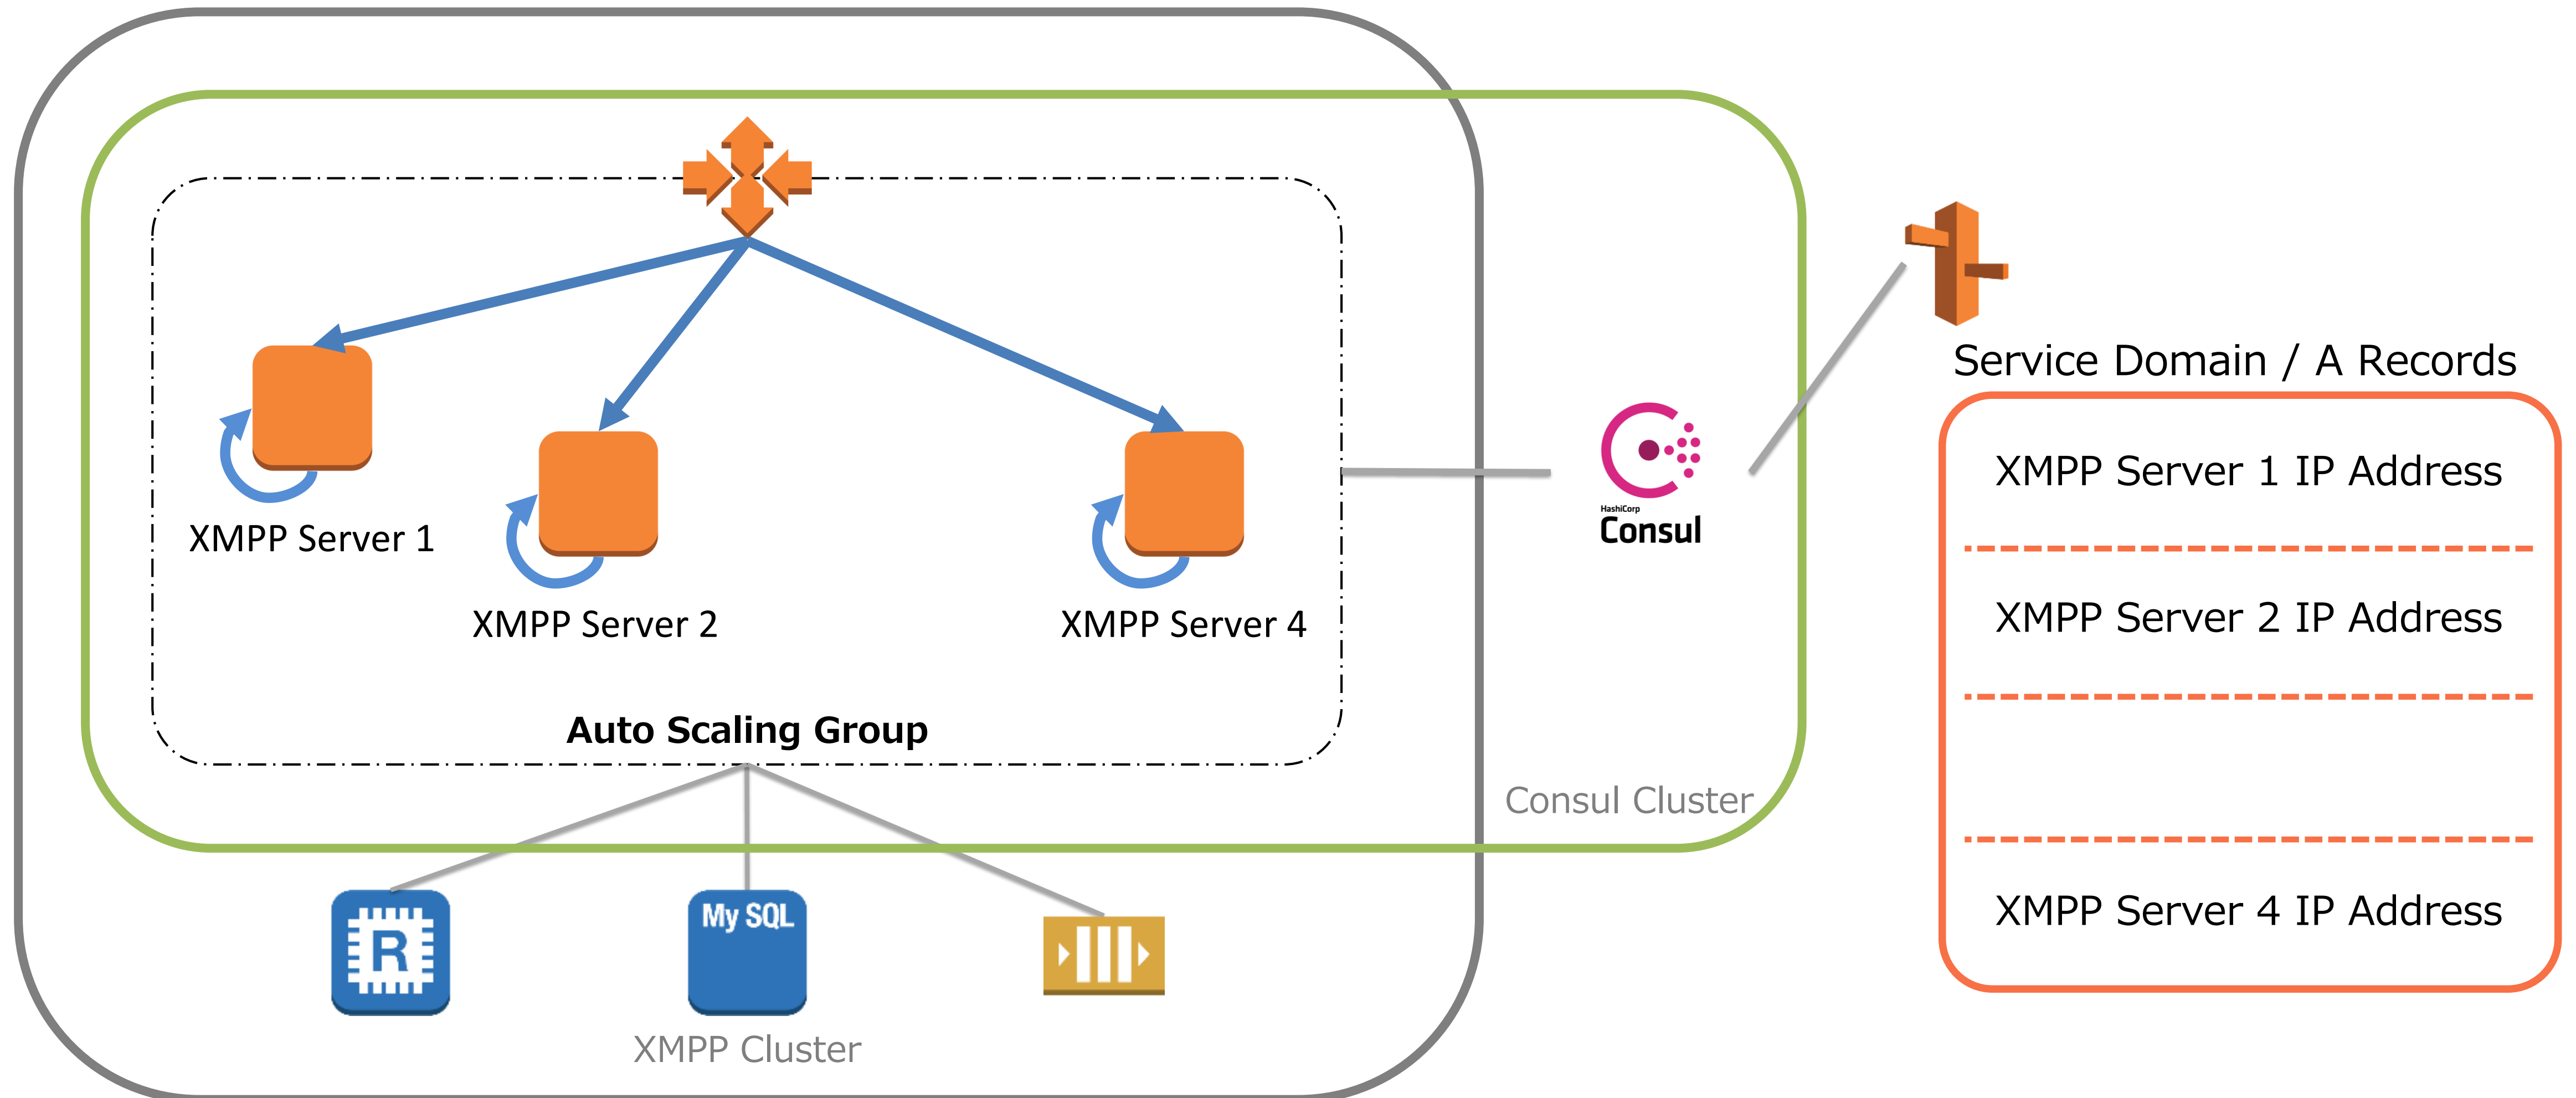 Service Domain / A Records
XMPP Server 1 IP Address
XMPP Server 2 IP Address
XMPP Server 4 IP Address
XMPP Server 1
XMPP Server 2
XMPP Server 4
Auto Scaling Group
HashiCorp
Consul
Consul Cluster
R
My SQL
XMPP Cluster